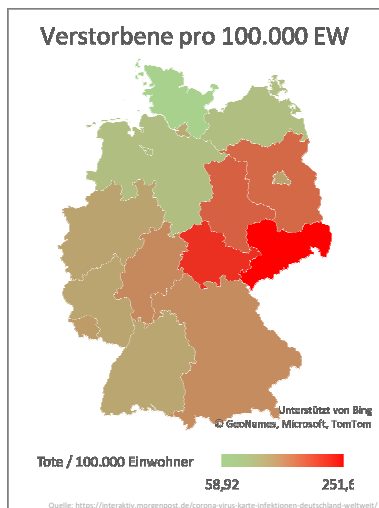 Verstorbene pro 100.000 EW
Unterstützt von Bing
© GeoNames, Microsoft, TomTom
Tote / 100.000 Einwohner
58,92
251,6
Quelle: https://interaktiv.morgenpost.de/corona-virus-karte-infektionen-deutschland-weltweit/